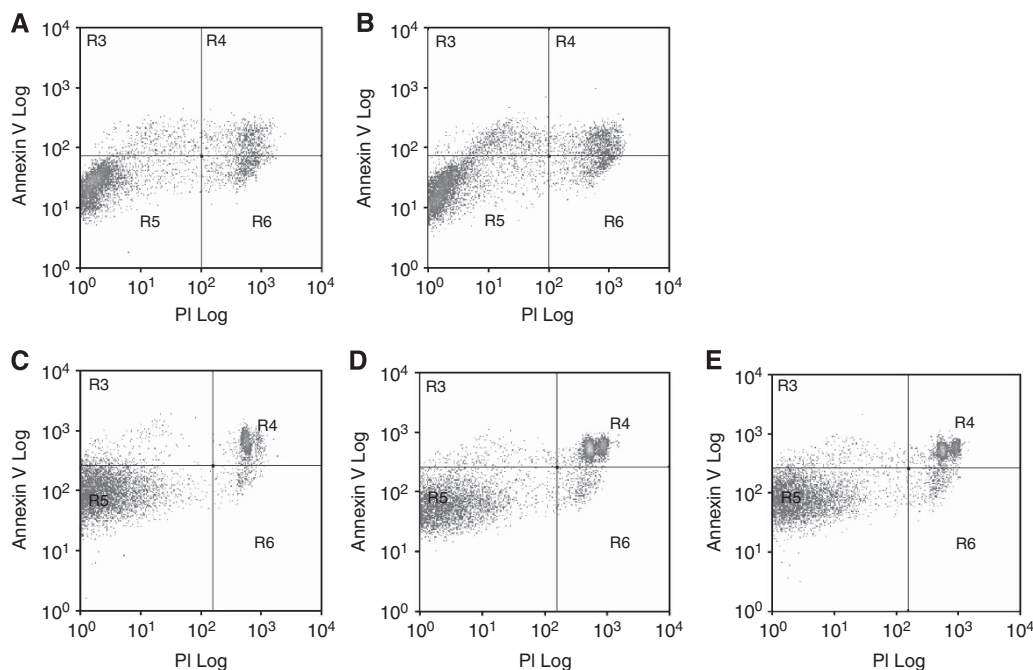 A
B
10⁴
10³
10²
10¹
10⁰
Annexin V Log
R3
R4
R5
R6
10⁰ 10¹ 10² 10³ 10⁴
PI Log
10⁴
10³
10²
10¹
10⁰
Annexin V Log
R3
R4
R5
R6
10⁰ 10¹ 10² 10³ 10⁴
PI Log
C
D
E
10⁴
10³
10²
10¹
10⁰
Annexin V Log
R3
R4
R5
R6
10⁰ 10¹ 10² 10³ 10⁴
PI Log
10⁴
10³
10²
10¹
10⁰
Annexin V Log
R3
R4
R5
R6
10⁰ 10¹ 10² 10³ 10⁴
PI Log
10⁴
10³
10²
10¹
10⁰
Annexin V Log
R3
R4
R5
R6
10⁰ 10¹ 10² 10³ 10⁴
PI Log